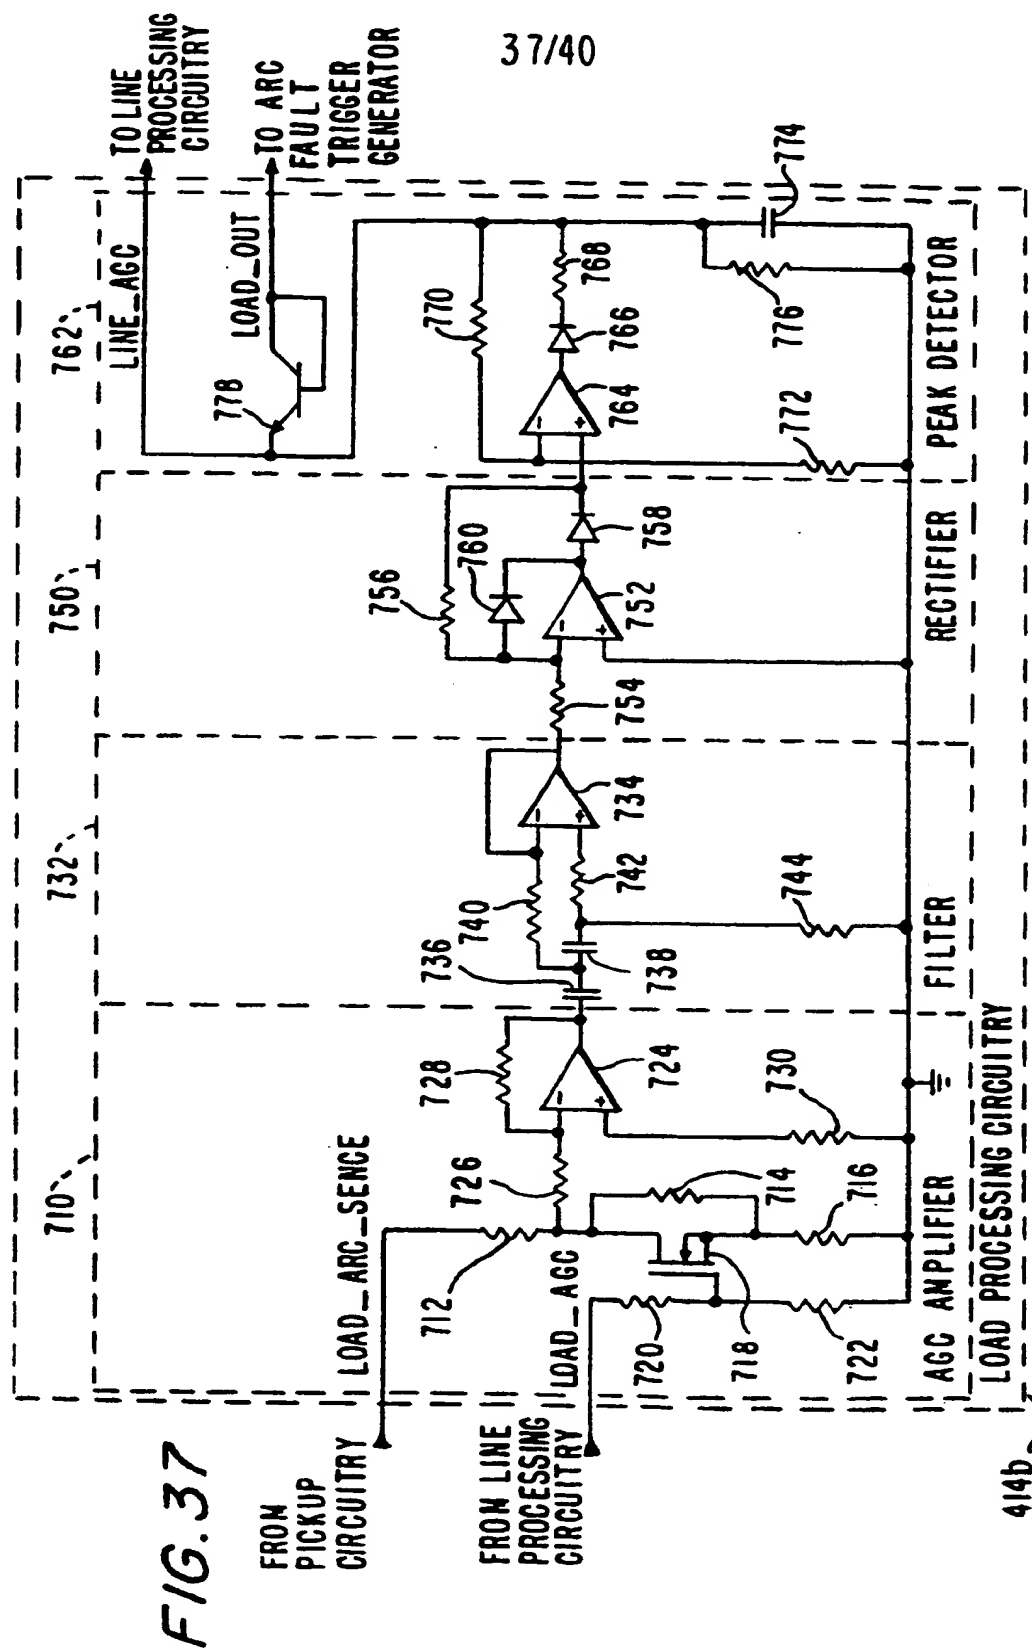 37/40
FIG. 37
FROM
PICKUP
CIRCUITRY
FROM LINE
PROCESSING
CIRCUITRY
414b
LOAD_ARC_SENCE
LOAD_AGC
710
712
714
716
718
720
722
724
726
728
730
AGC AMPLIFIER
732
734
736
738
740
742
744
FILTER
750
752
754
756
758
760
RECTIFIER
762
764
766
768
770
772
774
776
778
PEAK DETECTOR
LINE_AGC
LOAD_OUT
TO LINE
PROCESSING
CIRCUITRY
TO ARC
FAULT
TRIGGER
GENERATOR
LOAD PROCESSING CIRCUITRY
-
+
-
+
-
+
-
+